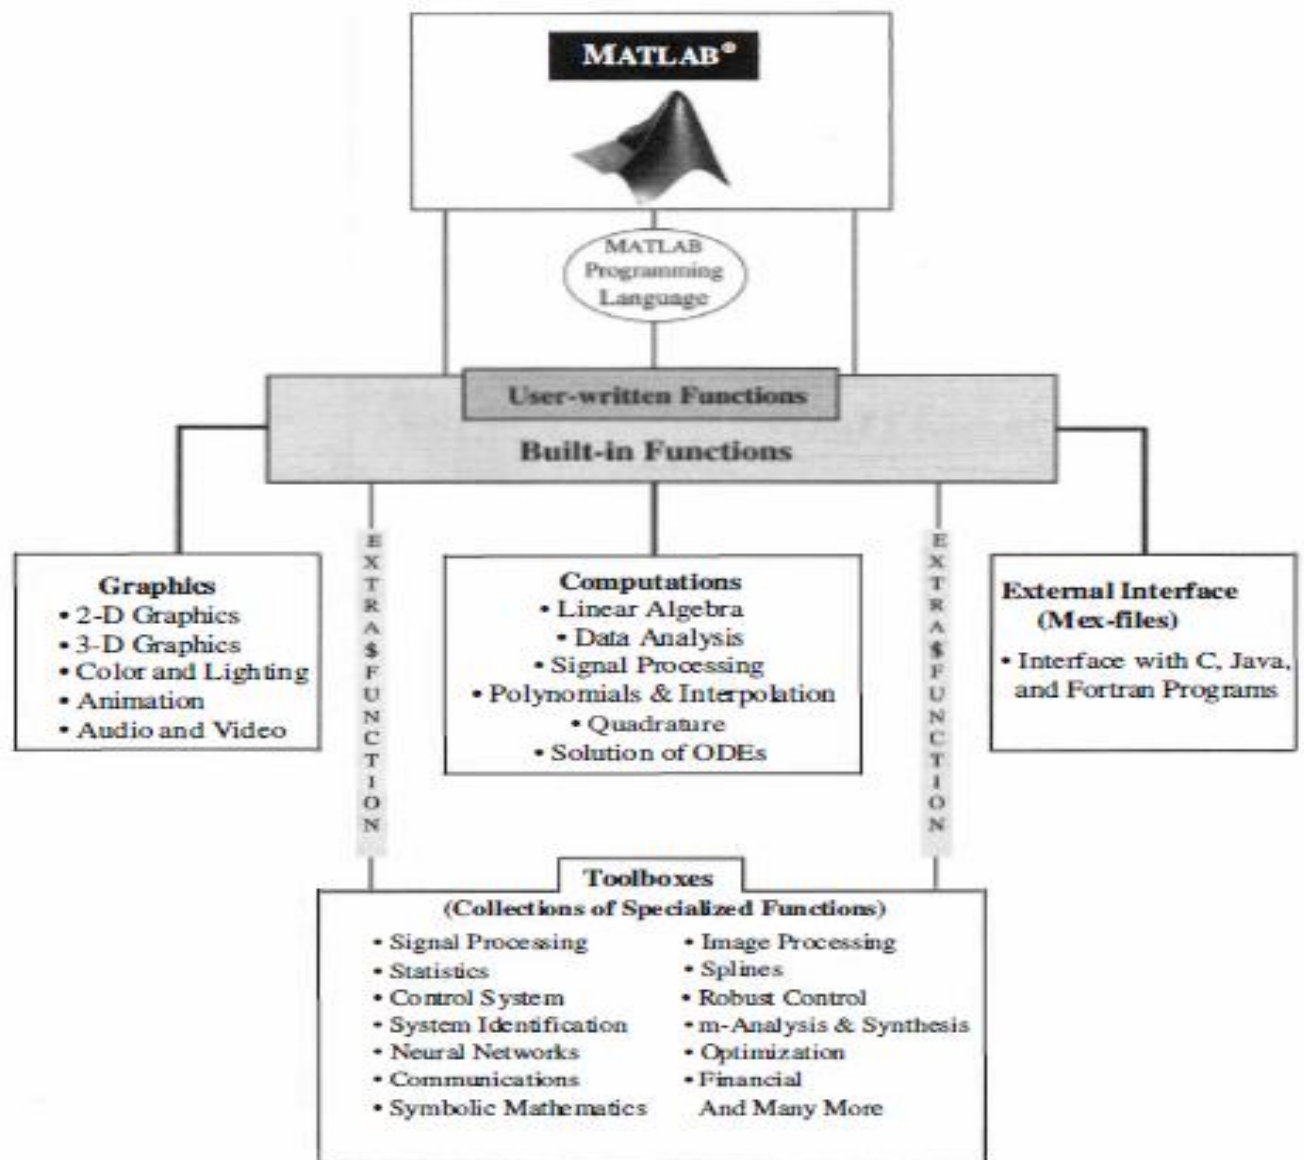 MATLAB®
MATLAB
Programming
Language
User-written Functions
Built-in Functions
Graphics
• 2-D Graphics
• 3-D Graphics
• Color and Lighting
• Animation
• Audio and Video
EXTRA$FUNCTION
Computations
• Linear Algebra
• Data Analysis
• Signal Processing
• Polynomials & Interpolation
• Quadrature
• Solution of ODEs
EXTRA$FUNCTION
External Interface
(Mex-files)
• Interface with C, Java,
and Fortran Programs
Toolboxes
(Collections of Specialized Functions)
• Signal Processing
• Statistics
• Control System
• System Identification
• Neural Networks
• Communications
• Symbolic Mathematics
• Image Processing
• Splines
• Robust Control
• m-Analysis & Synthesis
• Optimization
• Financial
And Many More